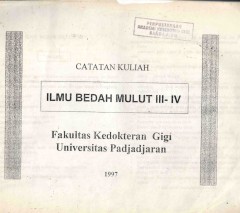 CATATAN KULIAH
ILMU BEDAH MULUT III- IV
Fakultas Kedokteran Gigi
Universitas Padjadjaran
1997